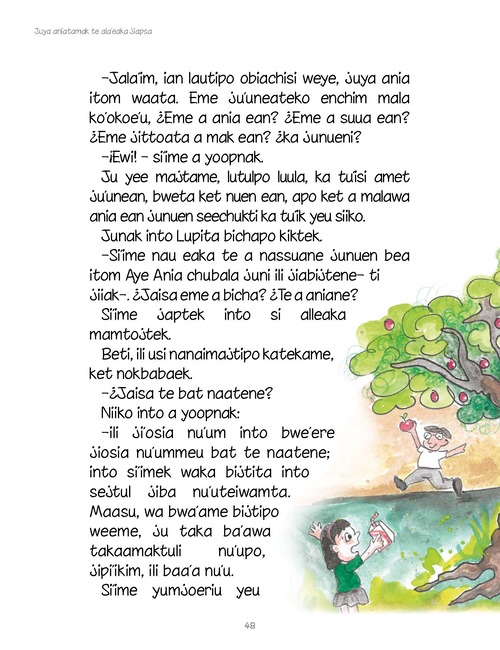 Juya aniatamak te ala'eaka jiapsa
–Jala'im, ian lautipo obiachisi weye, juya ania
itom waata. Eme ju'uneateko enchim mala
ko'okoe'u, ¿Eme a ania ean? ¿Eme a suua ean?
¿Eme jittoata a mak ean? ¿ka junueni?
–¡Ewi! – si'ime a yoopnak.
Ju yee majtame, lutulpo luula, ka tu'isi amet
ju'unean, bweta ket nuen ean, apo ket a malawa
ania ean junuen seechukti ka tu'ik yeu siiko.
Junak into Lupita bichapo kiktek.
–Si'ime nau eaka te a nassuane junuen bea
itom Aye Ania chubala juni ili jiabijtene– ti
jiiak–. ¿Jaisa eme a bicha? ¿Te a aniane?
Si'ime japtek into si alleaka
mamtojtek.
Beti, ili usi nanaimajtipo katekame,
ket nokbabaek.
–¿Jaisa te bat naatene?
Niiko into a yoopnak:
–ili ji'osia nu'um into bwe'ere
jiosia nu'ummeu bat te naatene;
into si'imek waka bijtita into
sejtul jiba nu'uteiwamta.
Maasu, wa bwa'ame bijtipo
weeme, ju taka ba'awa
takaamaktuli nu'upo,
jipi'ikim, ili baa'a nu'u.
Si'ime yumjoeriu yeu
48